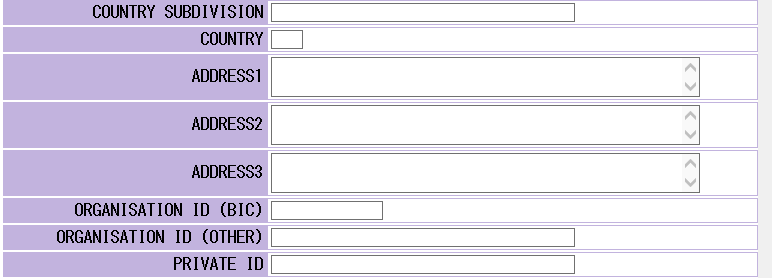 COUNTRY SUBDIVISION
COUNTRY
ADDRESS1
ADDRESS2
ADDRESS3
ORGANISATION ID (BIC)
ORGANISATION ID (OTHER)
PRIVATE ID